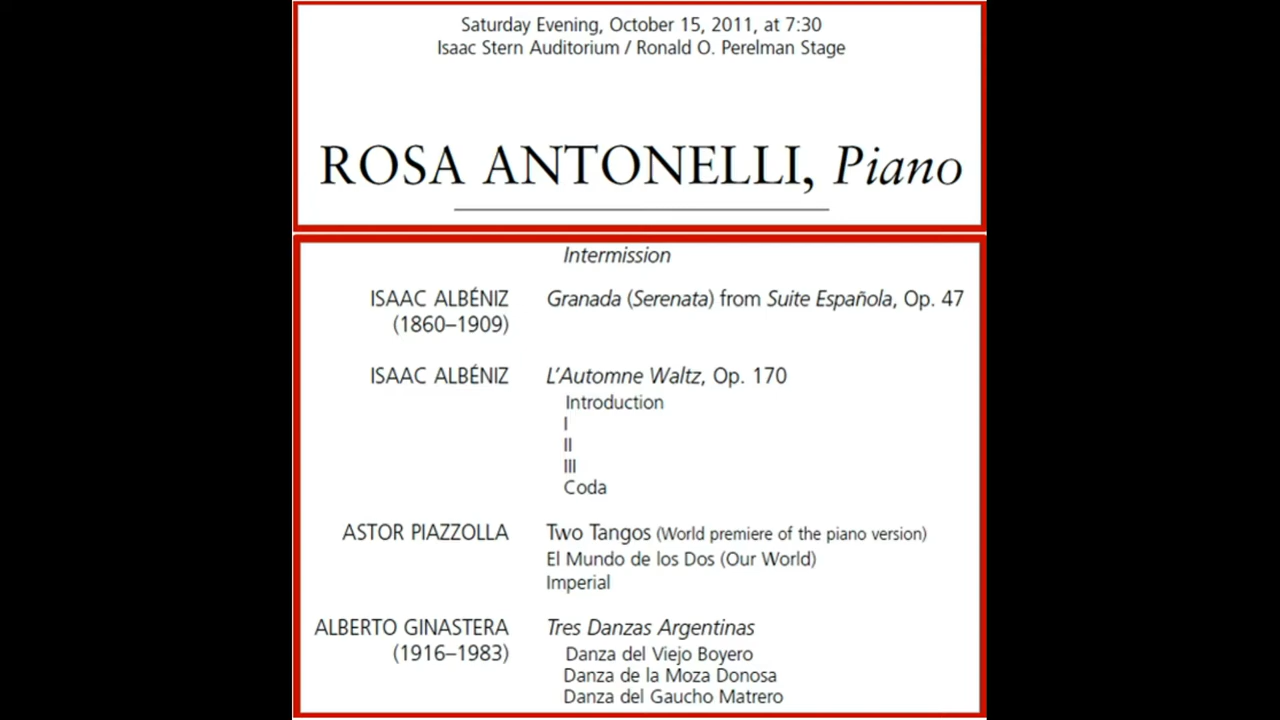 Saturday Evening, October 15, 2011, at 7:30
Isaac Stern Auditorium / Ronald O. Perelman Stage
ROSA ANTONELLI, Piano
Intermission
ISAAC ALBÉNIZ Granada (Serenata) from Suite Española, Op. 47
(1860–1909)
ISAAC ALBÉNIZ L'Automne Waltz, Op. 170
Introduction
I
II
III
Coda
ASTOR PIAZZOLLA Two Tangos (World premiere of the piano version)
El Mundo de los Dos (Our World)
Imperial
ALBERTO GINASTERA Tres Danzas Argentinas
(1916–1983) Danza del Viejo Boyero
Danza de la Moza Donosa
Danza del Gaucho Matrero